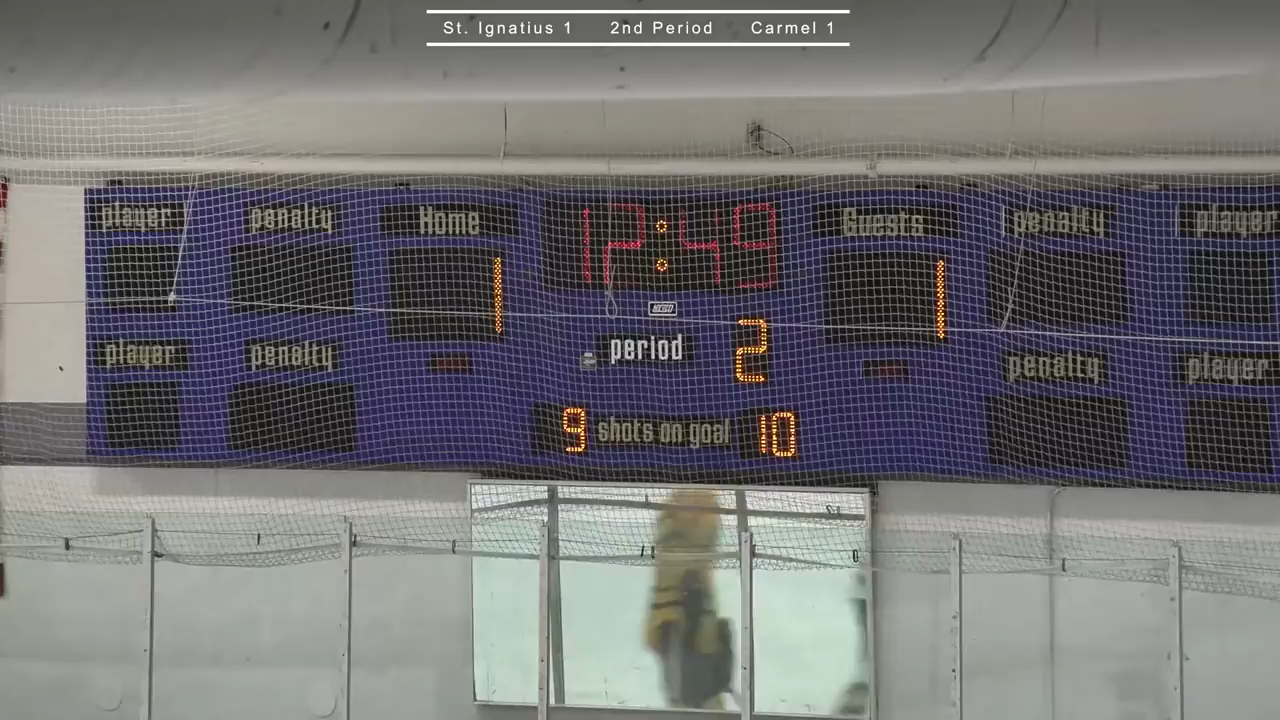 St. Ignatius 1 2nd Period Carmel 1
player penalty Home 12:49 Guests penalty player
1 1
period 2
player penalty penalty player
9 shots on goal 10